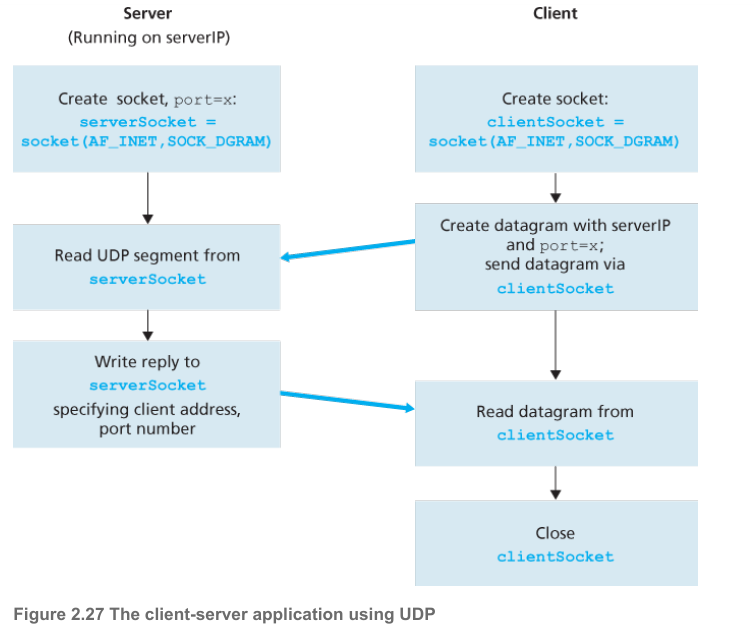 Server
(Running on serverIP)
Create socket, port=x:
serverSocket =
socket(AF_INET,SOCK_DGRAM)
Read UDP segment from
serverSocket
Write reply to
serverSocket
specifying client address,
port number
Client
Create socket:
clientSocket =
socket(AF_INET,SOCK_DGRAM)
Create datagram with serverIP
and port=x;
send datagram via
clientSocket
Read datagram from
clientSocket
Close
clientSocket
Figure 2.27 The client-server application using UDP